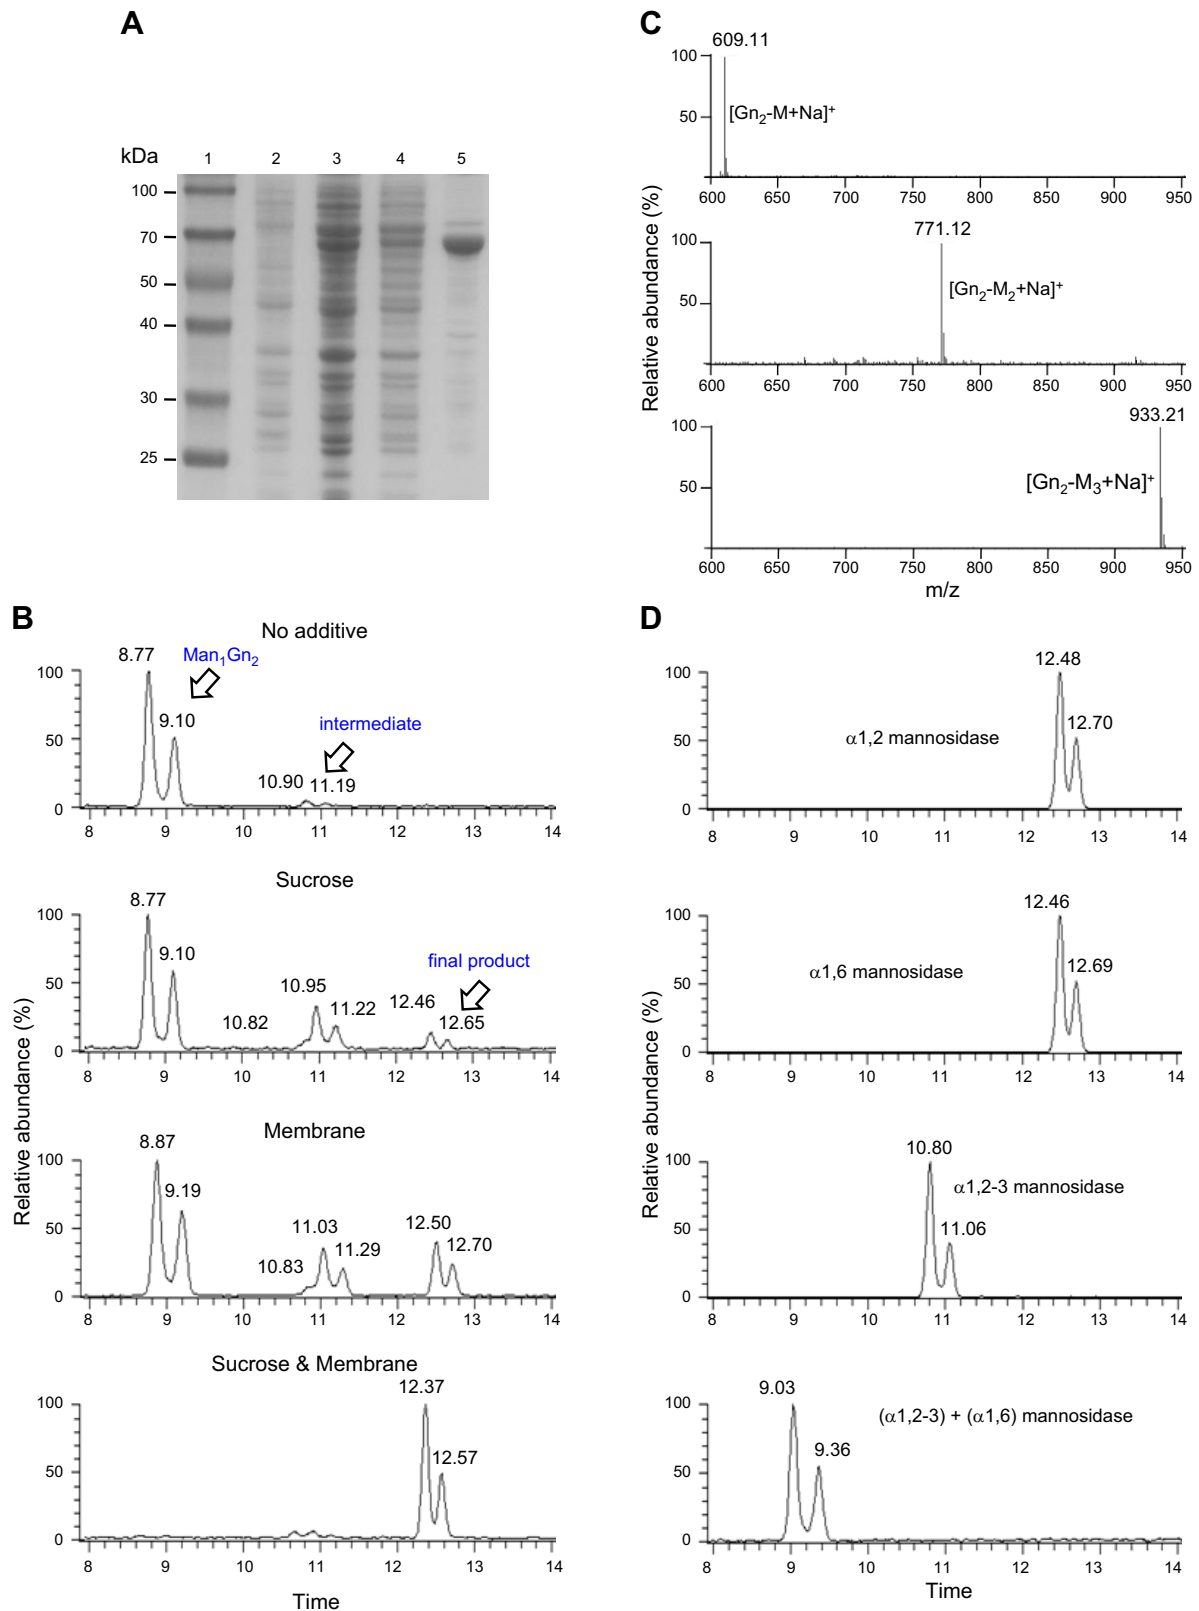 A
kDa
1 2 3 4 5
100
70
50
40
30
25
B
No additive
8.77
Man1Gn2
9.10
intermediate
10.90 11.19
100
50
0
8 9 10 11 12 13 14
Sucrose
8.77
9.10
final product
10.95
11.22
12.46
10.82
12.65
100
50
0
8 9 10 11 12 13 14
Membrane
8.87
9.19
11.03
12.50
11.29
12.70
10.83
100
50
0
8 9 10 11 12 13 14
Sucrose & Membrane
12.37
12.57
100
50
0
8 9 10 11 12 13 14
Relative abundance (%)
Time
C
609.11
[Gn2-M+Na]+
100
50
600 650 700 750 800 850 900 950
771.12
[Gn2-M2+Na]+
100
50
600 650 700 750 800 850 900 950
933.21
[Gn2-M3+Na]+
100
50
600 650 700 750 800 850 900 950
Relative abundance (%)
m/z
D
12.48
12.70
α1,2 mannosidase
100
50
0
8 9 10 11 12 13 14
12.46
12.69
α1,6 mannosidase
100
50
0
8 9 10 11 12 13 14
10.80
α1,2-3 mannosidase
11.06
100
50
0
8 9 10 11 12 13 14
9.03
(α1,2-3) + (α1,6) mannosidase
9.36
100
50
0
8 9 10 11 12 13 14
Relative abundance (%)
Time